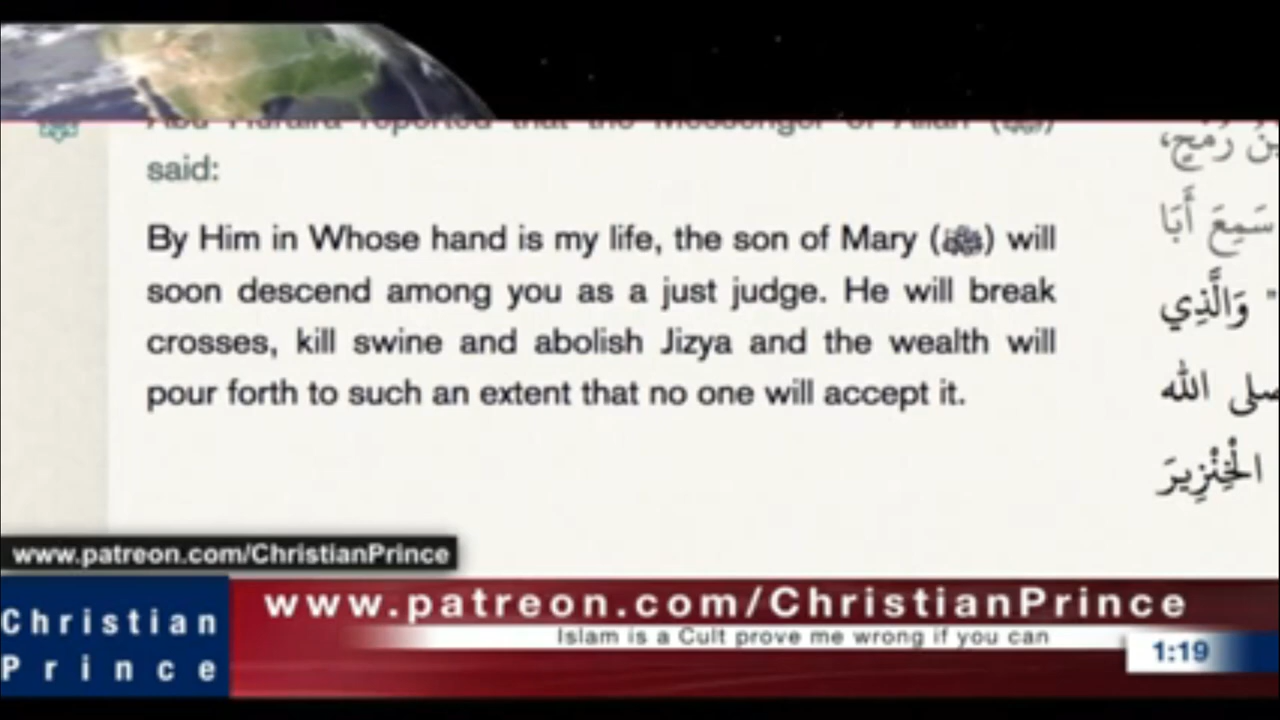 said:
By Him in Whose hand is my life, the son of Mary (ﷺ) will
soon descend among you as a just judge. He will break
crosses, kill swine and abolish Jizya and the wealth will
pour forth to such an extent that no one will accept it.
بْنُ رُمْحٍ،
سَمِعَ أَبَا
" وَالَّذِي
صلى الله
الْخِنْزِيرَ
www.patreon.com/ChristianPrince
Christian
Prince
www.patreon.com/ChristianPrince
Islam is a Cult prove me wrong if you can
1:19